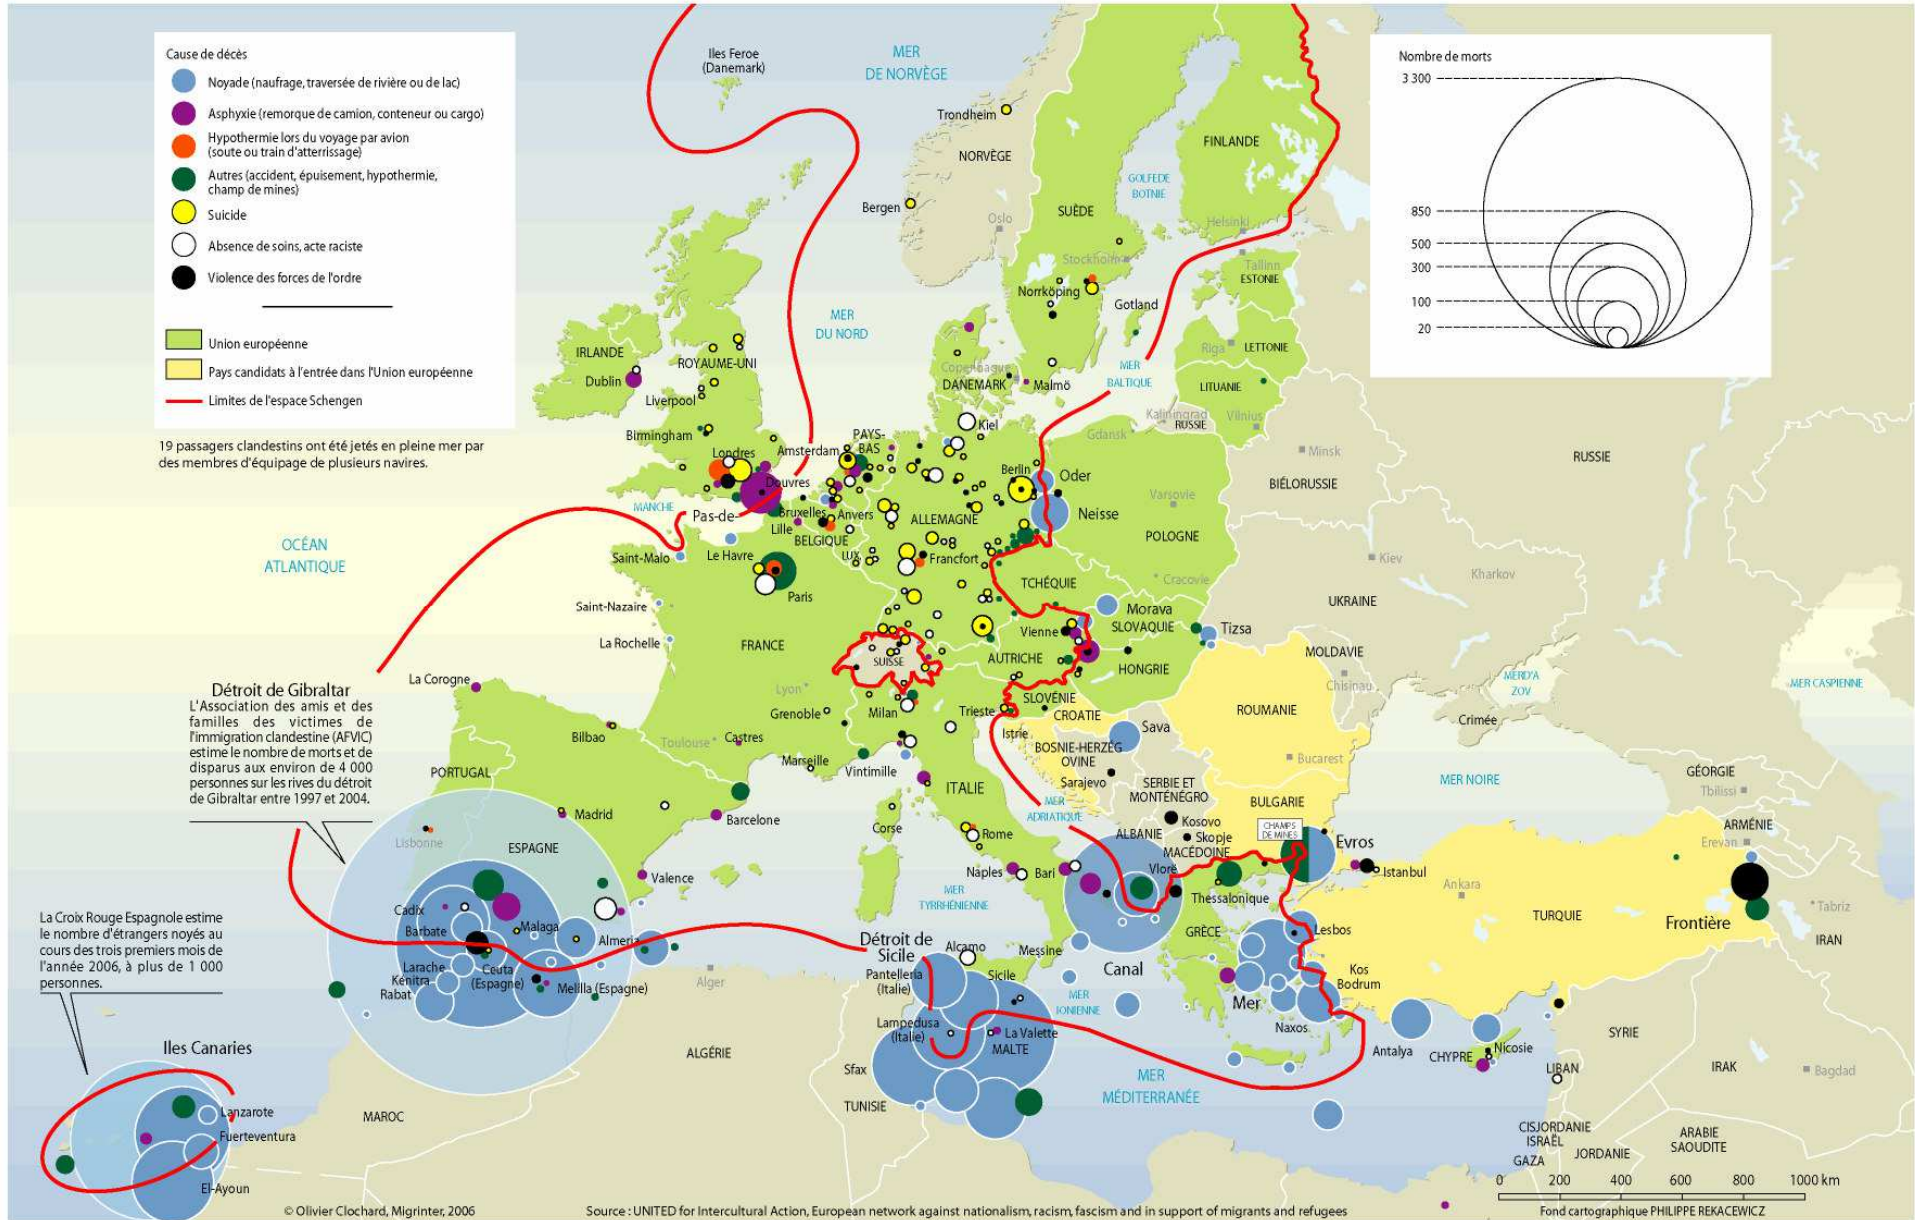 Cause de décès
Noyade (naufrage, traversée de rivière ou de lac)
Asphyxie (remorque de camion, conteneur ou cargo)
Hypothermie lors du voyage par avion
(soute ou train d'atterrissage)
Autres (accident, épuisement, hypothermie,
champ de mines)
Suicide
Absence de soins, acte raciste
Violence des forces de l'ordre
Union européenne
Pays candidats à l'entrée dans l'Union européenne
Limites de l'espace Schengen
19 passagers clandestins ont été jetés en pleine mer par
des membres d'équipage de plusieurs navires.
Nombre de morts
3 300
850
500
300
100
20
Iles Feroe
(Danemark)
MER
DE NORVÈGE
Trondheim
NORVÈGE
FINLANDE
GOLFE DE
BOTNIE
Bergen
Oslo
SUÈDE
Helsinki
Stockholm
Tallinn
ESTONIE
Norrköping
Gotland
MER
DU NORD
Riga
LETTONIE
IRLANDE
Dublin
ROYAUME-UNI
Liverpool
Birmingham
Londres
Douvres
Copenhague
DANEMARK
Malmö
MER
BALTIQUE
LITUANIE
Kaliningrad
RUSSIE
Vilnius
Gdansk
Kiel
Minsk
RUSSIE
BIÉLORUSSIE
PAYS-
BAS
Amsterdam
Berlin
Oder
Neisse
Varsovie
POLOGNE
MANCHE
Pas-de-
Bruxelles
Anvers
Lille
BELGIQUE
LUX.
ALLEMAGNE
Francfort
OCÉAN
ATLANTIQUE
Saint-Malo
Le Havre
Paris
Saint-Nazaire
La Rochelle
FRANCE
Kiev
Kharkov
Cracovie
UKRAINE
TCHÉQUIE
Morava
SLOVAQUIE
Vienne
Tizsa
SUISSE
AUTRICHE
HONGRIE
MOLDAVIE
Chisinau
MER D'A
ZOV
MER CASPIENNE
Crimée
La Corogne
Lyon
Grenoble
Milan
Trieste
SLOVÉNIE
CROATIE
Istrie
Sava
ROUMANIE
Bucarest
Détroit de Gibraltar
L'Association des amis et des
familles des victimes de
l'immigration clandestine (AFVIC)
estime le nombre de morts et de
disparus aux environ de 4 000
personnes sur les rives du détroit
de Gibraltar entre 1997 et 2004.
Bilbao
Toulouse
Castres
Marseille
Vintimille
ITALIE
BOSNIE-HERZÉG
OVINE
Sarajevo
SERBIE ET
MONTÉNÉGRO
MER NOIRE
GÉORGIE
Tbilissi
PORTUGAL
Madrid
Barcelone
Corse
Rome
MER
ADRIATIQUE
BULGARIE
CHAMPS
DE MINES
Kosovo
Skopje
ALBANIE
MACÉDOINE
Evros
ARMÉNIE
Erevan
Lisbonne
ESPAGNE
Valence
Naples
Bari
Vlorë
Thessalonique
Istanbul
Ankara
TURQUIE
Frontière
Tabriz
IRAN
La Croix Rouge Espagnole estime
le nombre d'étrangers noyés au
cours des trois premiers mois de
l'année 2006, à plus de 1 000
personnes.
Cadix
Barbate
Malaga
Almeria
Larache
Kénitra
Rabat
Ceuta
(Espagne)
Melilla (Espagne)
Alger
MER
TYRRHÉNIENNE
Détroit de
Sicile
Pantelleria
(Italie)
Alcamo
Messine
Sicile
Canal
GRÈCE
Lesbos
Kos
Bodrum
MER
IONIENNE
Mer
Naxos
Lampedusa
(Italie)
La Valette
MALTE
Antalya
CHYPRE
Nicosie
SYRIE
IRAK
Bagdad
LIBAN
Iles Canaries
ALGÉRIE
Sfax
TUNISIE
MER
MÉDITERRANÉE
Lanzarote
Fuerteventura
El-Ayoun
MAROC
CISJORDANIE
ISRAËL
GAZA
JORDANIE
ARABIE
SAOUDITE
0 200 400 600 800 1000 km
© Olivier Clochard, Migrinter, 2006
Source : UNITED for Intercultural Action, European network against nationalism, racism, fascism and in support of migrants and refugees
Fond cartographique PHILIPPE REKACEWICZ